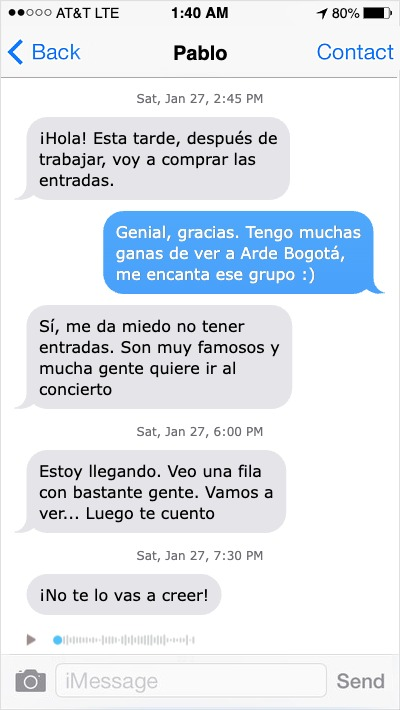 AT&T LTE 1:40 AM 80%
Back Pablo Contact
Sat, Jan 27, 2:45 PM
¡Hola! Esta tarde, después de
trabajar, voy a comprar las
entradas.
Genial, gracias. Tengo muchas
ganas de ver a Arde Bogotá,
me encanta ese grupo :)
Sí, me da miedo no tener
entradas. Son muy famosos y
mucha gente quiere ir al
concierto
Sat, Jan 27, 6:00 PM
Estoy llegando. Veo una fila
con bastante gente. Vamos a
ver... Luego te cuento
Sat, Jan 27, 7:30 PM
¡No te lo vas a creer!
iMessage Send